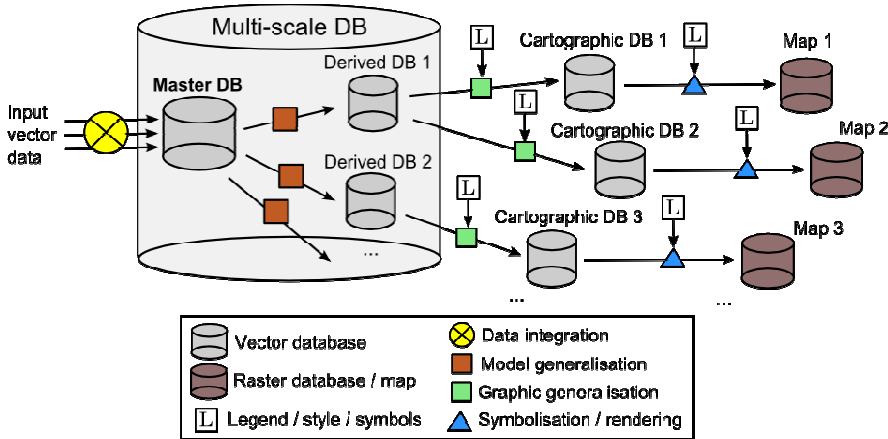 Multi-scale DB
L
Cartographic DB 1
L
Map 1
Derived DB 1
Master DB
Input
vector
data
L
Cartographic DB 2
L
Map 2
Derived DB 2
L
Cartographic DB 3
L
Map 3
...
...
...
Vector database
Data integration
Raster database / map
Model generalisation
Graphic generalisation
L
Legend / style / symbols
Symbolisation / rendering